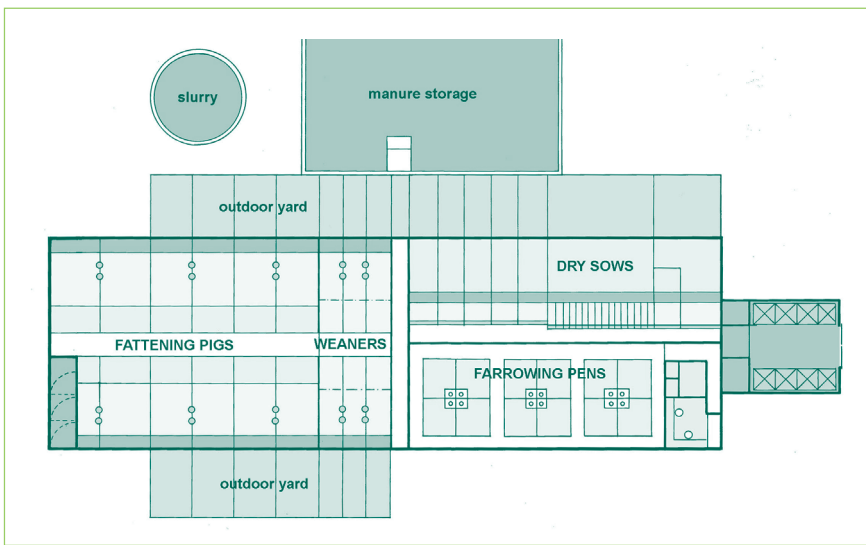 slurry
manure storage
outdoor yard
DRY SOWS
FATTENING PIGS
WEANERS
FARROWING PENS
outdoor yard